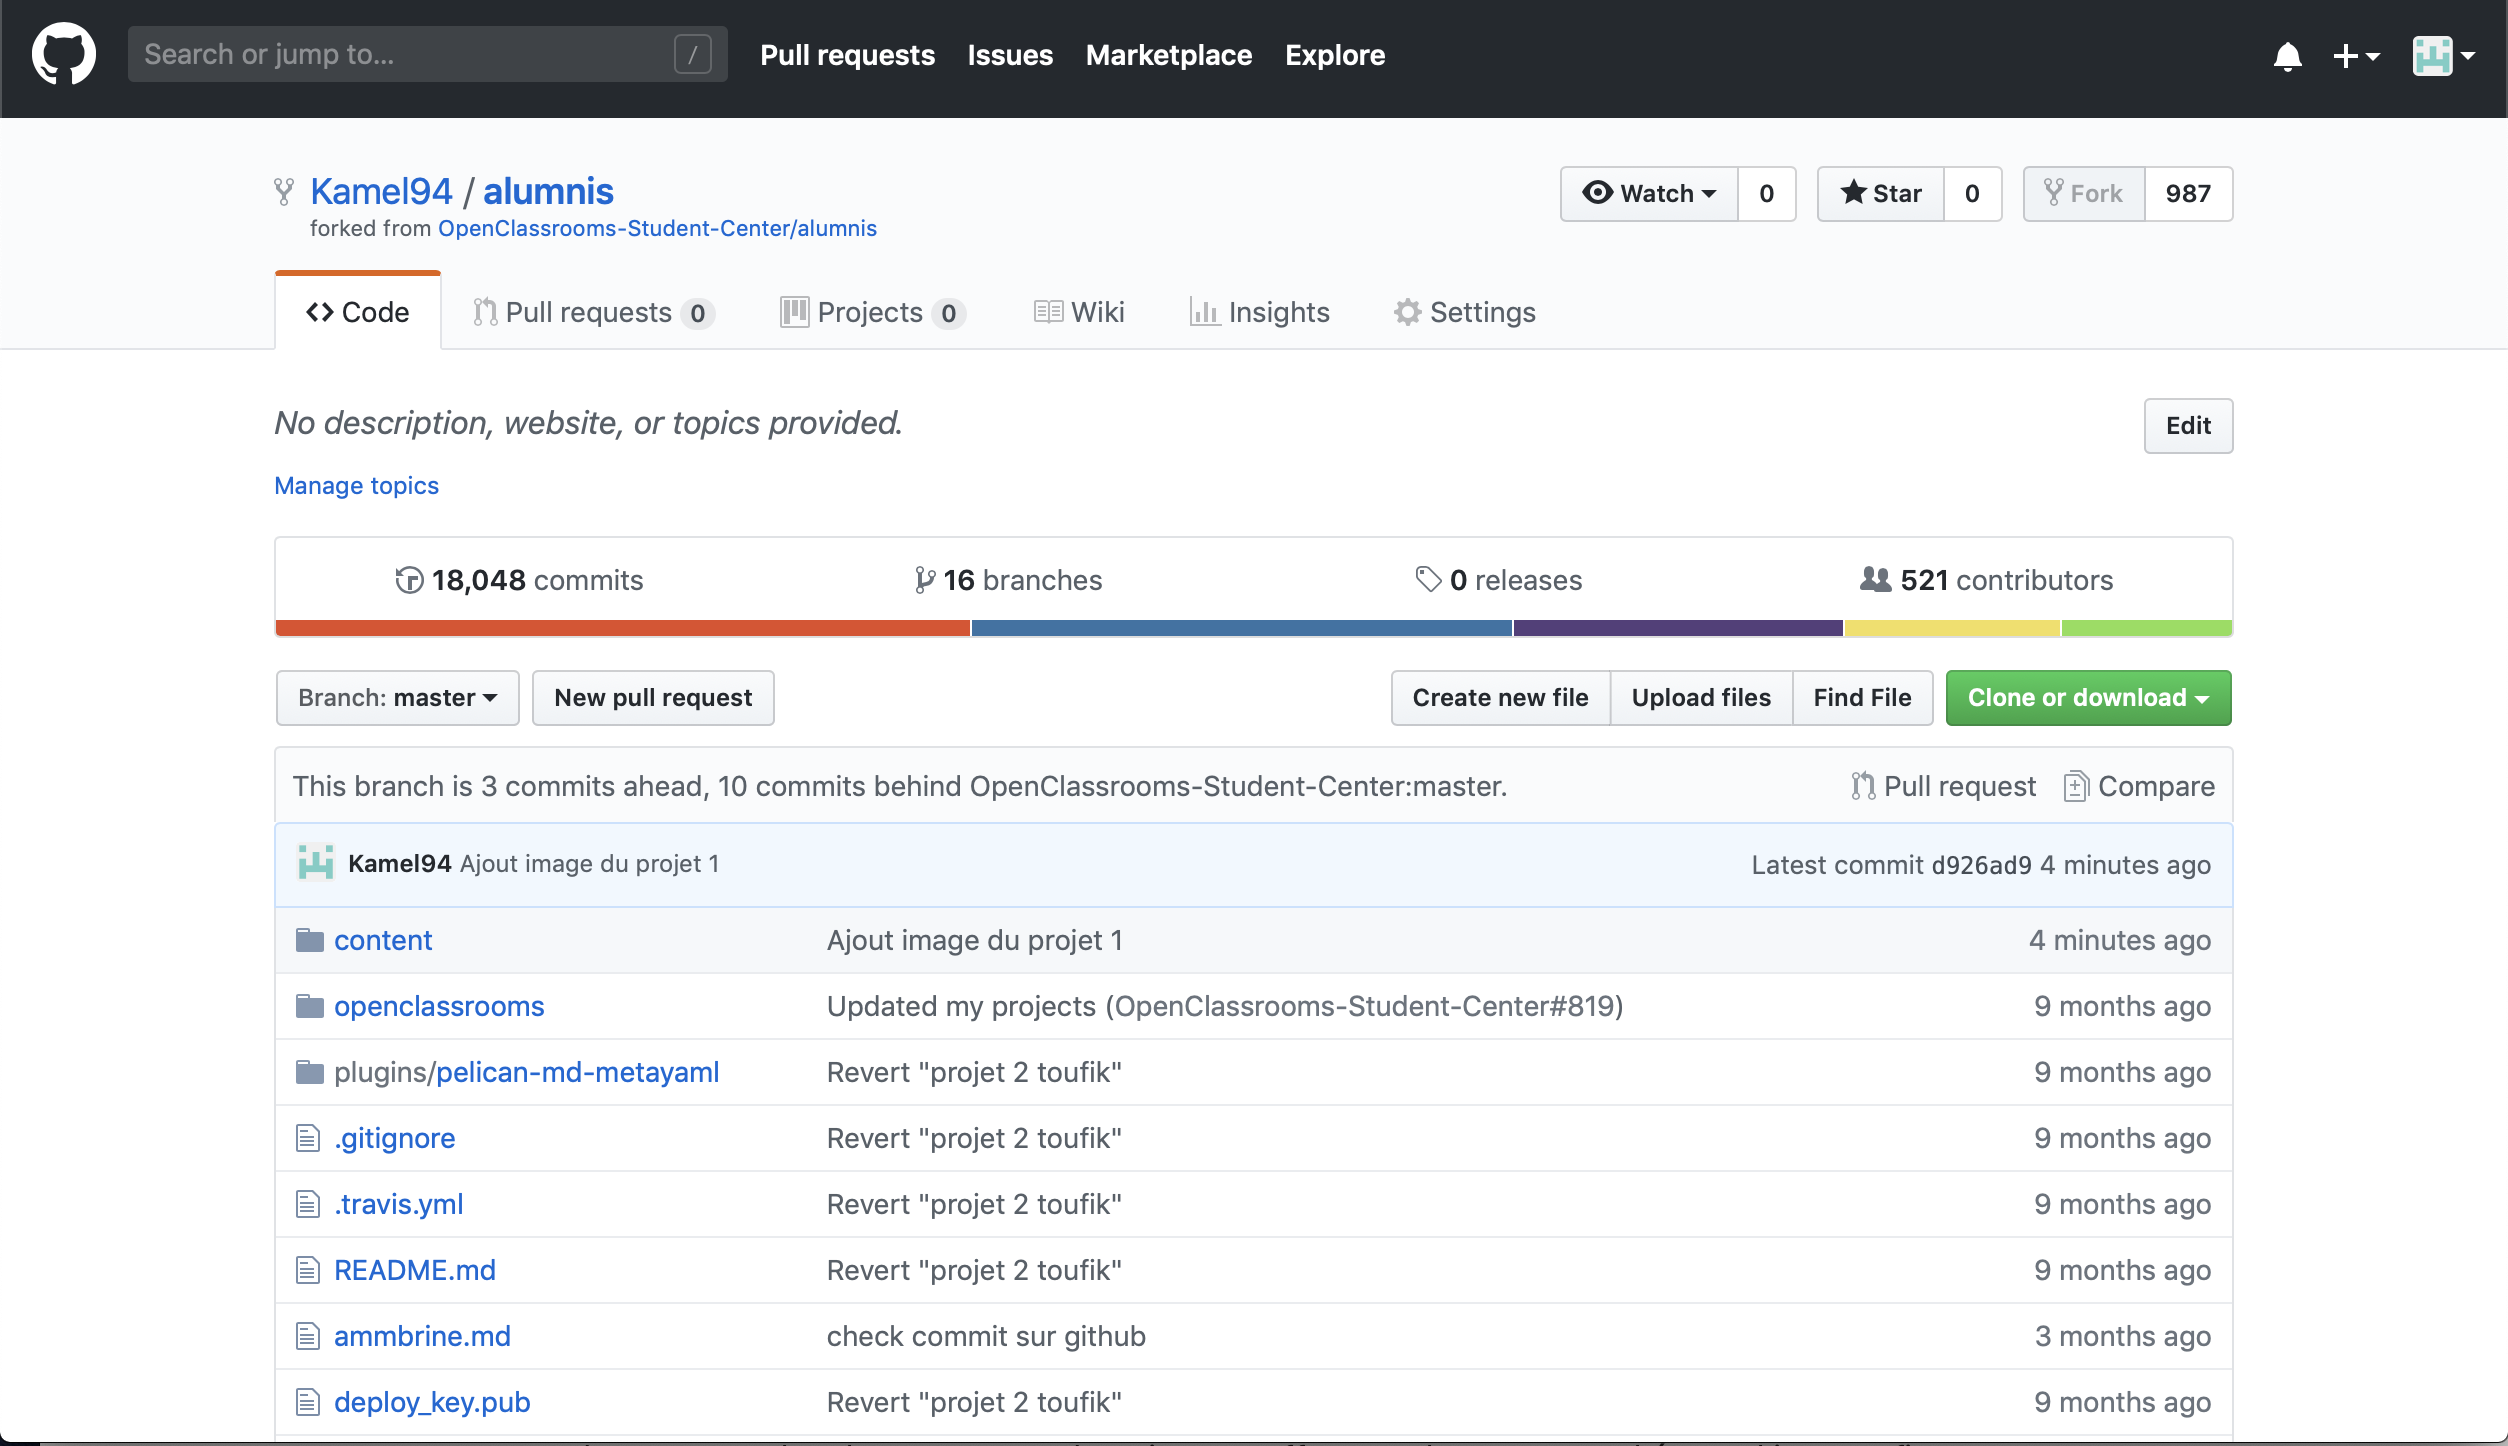 Search or jump to... /
Pull requests Issues Marketplace Explore
Kamel94 / alumnis
forked from OpenClassrooms-Student-Center/alumnis
Watch 0 Star 0 Fork 987
Code Pull requests 0 Projects 0 Wiki Insights Settings
No description, website, or topics provided.
Edit
Manage topics
18,048 commits 16 branches 0 releases 521 contributors
Branch: master New pull request Create new file Upload files Find File Clone or download
This branch is 3 commits ahead, 10 commits behind OpenClassrooms-Student-Center:master. Pull request Compare
Kamel94 Ajout image du projet 1 Latest commit d926ad9 4 minutes ago
content Ajout image du projet 1 4 minutes ago
openclassrooms Updated my projects (OpenClassrooms-Student-Center#819) 9 months ago
plugins/pelican-md-metayaml Revert "projet 2 toufik" 9 months ago
.gitignore Revert "projet 2 toufik" 9 months ago
.travis.yml Revert "projet 2 toufik" 9 months ago
README.md Revert "projet 2 toufik" 9 months ago
ammbrine.md check commit sur github 3 months ago
deploy_key.pub Revert "projet 2 toufik" 9 months ago